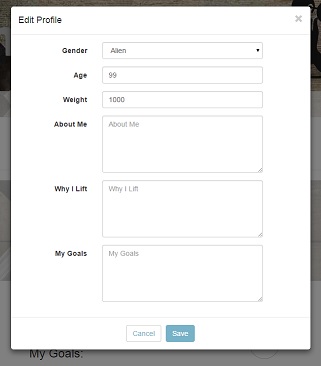 Edit Profile ×
Gender Alien
Age 99
Weight 1000
About Me About Me
Why I Lift Why I Lift
My Goals My Goals
Cancel Save
My Goals: